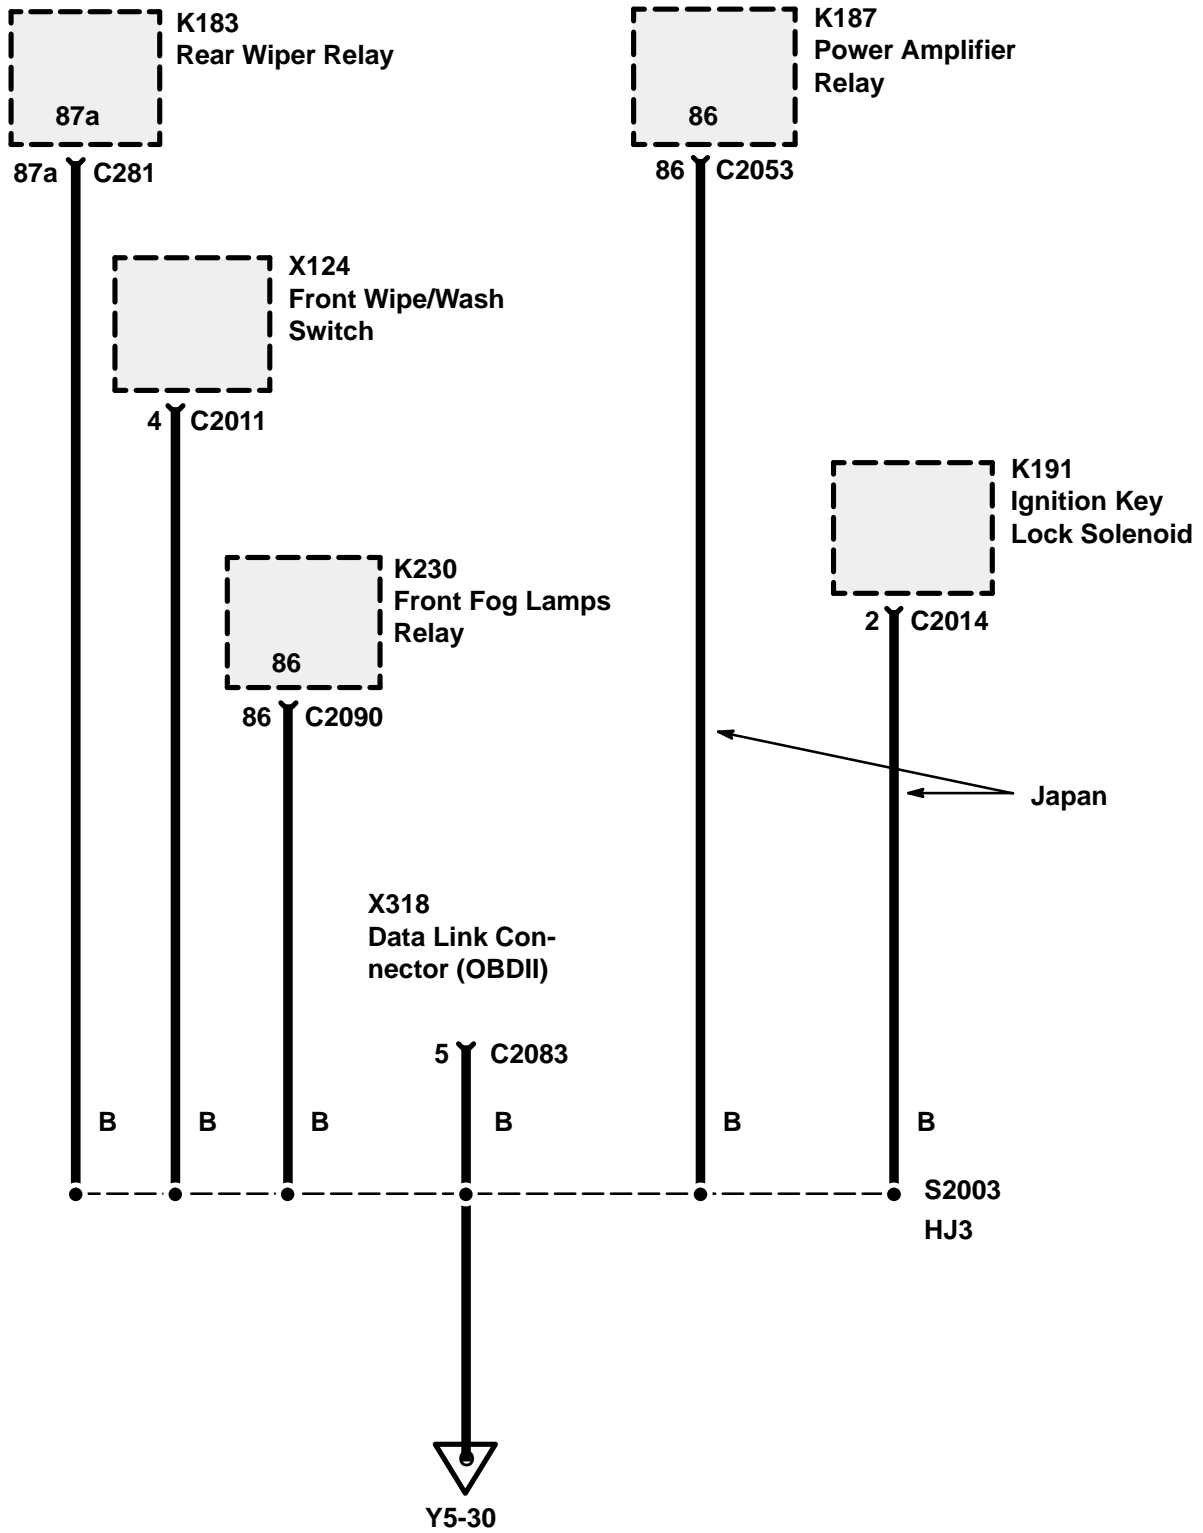 K183
Rear Wiper Relay
87a
87a
C281
K187
Power Amplifier
Relay
86
86
C2053
X124
Front Wipe/Wash
Switch
4
C2011
K191
Ignition Key
Lock Solenoid
2
C2014
K230
Front Fog Lamps
Relay
86
86
C2090
Japan
X318
Data Link Con-
nector (OBDII)
5
C2083
B
B
B
B
B
B
S2003
HJ3
C
Y5-30